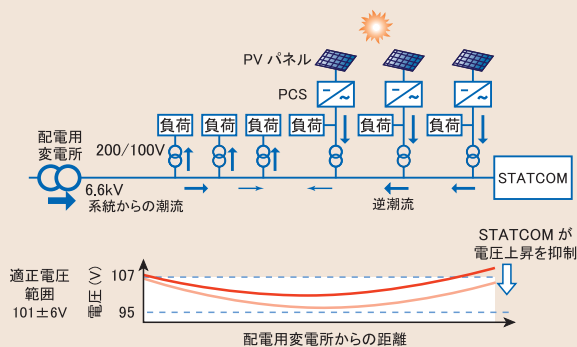 PV パネル
PCS
負荷
負荷
負荷
負荷
負荷
負荷
配電用
変電所
200/100V
6.6kV
系統からの潮流
逆潮流
STATCOM
STATCOM が
電圧上昇を抑制
適正電圧
範囲
101±6V
電圧 (V)
107
95
配電用変電所からの距離